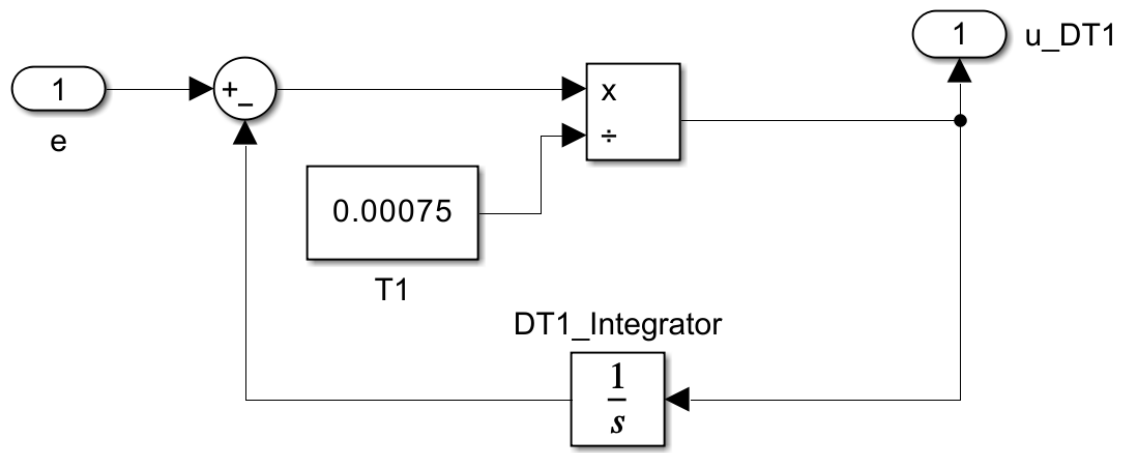 1
u_DT1
1
e
+
−
x
÷
0.00075
T1
DT1_Integrator
1
s